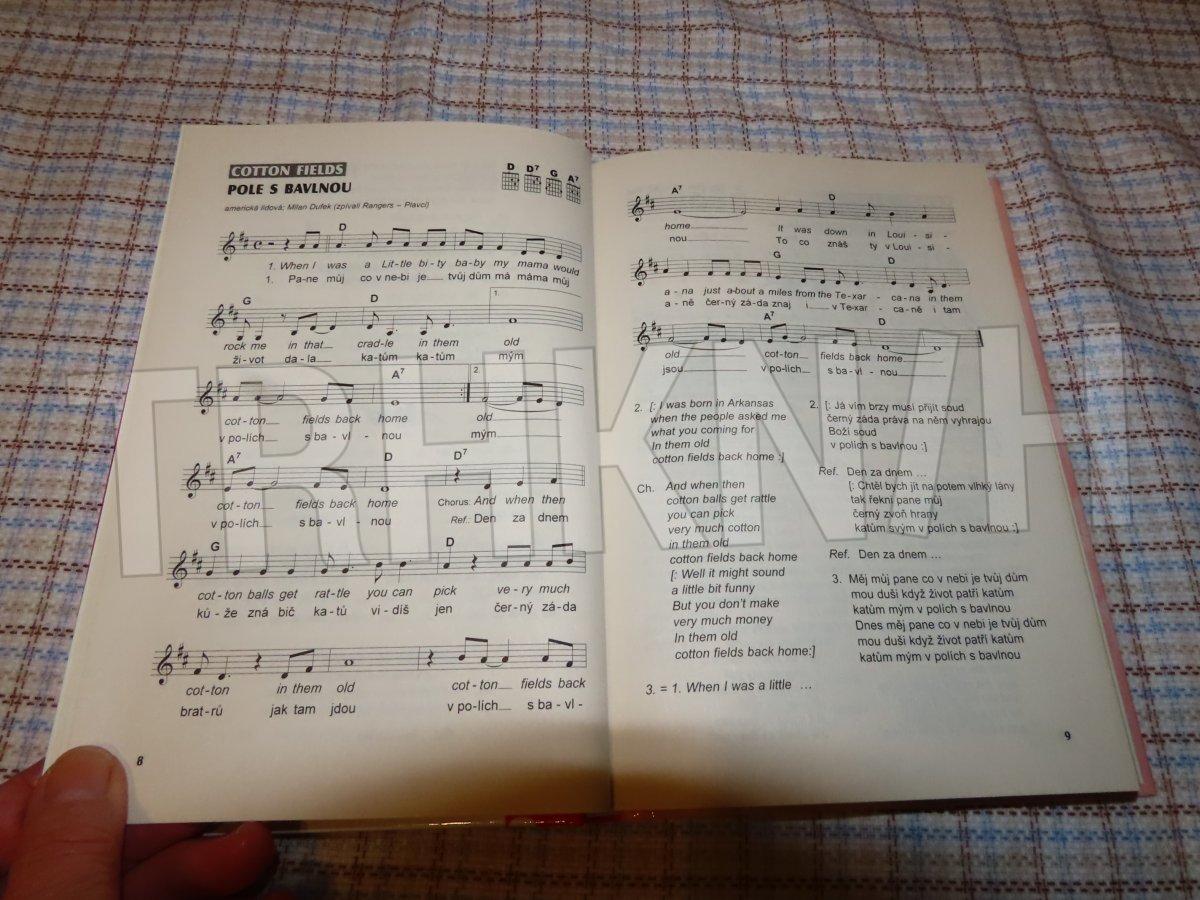 COTTON FIELDS
POLE S BAVLNOU
americká lidová; Milan Dufek (zpívali Rangers – Plavci)
D D7 G A7
D
1. When I was a Lit-tle bi-ty ba-by my mama would
1. Pa-ne můj co v ne-bi je tvůj dům má máma můj
G D 1.
rock me in that crad-le in them old
ži-vot da-la ka-tům ka-tům mým
A7 2.
cot-ton fields back home old
v po-lích s ba-vl-nou mým
A7 D D7
cot-ton fields back home Chorus: And when then
v po-lích s ba-vl-nou Ref.: Den za dnem
G D
cot-ton balls get rat-tle you can pick ve-ry much
ků-že zná bič ka-tů vi-díš jen čer-ný zá-da
cot-ton in them old cot-ton fields back
brat-rů jak tam jdou v po-lích s ba-vl-
8
A7 D
home It was down in Loui-si-
nou To co znáš ty v Loui-si-
G D
a-na just a-bout a miles from the Te-xar-ca-na in them
a-ně čer-ný zá-da znaj i v Te-xar-ca-ně i tam
A7 D
old cot-ton fields back home
jsou v po-lích s ba-vl-nou
2. [: I was born in Arkansas
when the people asked me
what you coming for
In them old
cotton fields back home :]
Ch. And when then
cotton balls get rattle
you can pick
very much cotton
in them old
cotton fields back home
[: Well it might sound
a little bit funny
But you don't make
very much money
In them old
cotton fields back home:]
3. = 1. When I was a little ...
2. [: Já vím brzy musí přijít soud
černý záda práva na něm vyhrajou
Boží soud
v polích s bavlnou :]
Ref. Den za dnem ...
[: Chtěl bych jít na potem vlhký lány
tak řekni pane můj
černý zvoň hrany
katům svým v polích s bavlnou :]
Ref. Den za dnem ...
3. Měj můj pane co v nebi je tvůj dům
mou duši když život patří katům
katům mým v polích s bavlnou
Dnes měj pane co v nebi je tvůj dům
mou duši když život patří katům
katům mým v polích s bavlnou
9
TRHKNIH